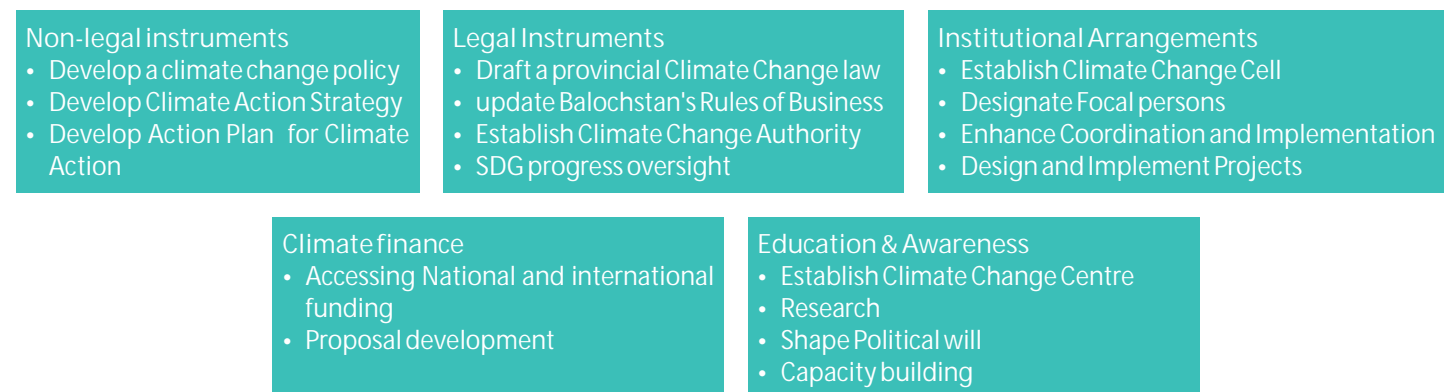 Non-legal instruments
• Develop a climate change policy
• Develop Climate Action Strategy
• Develop Action Plan for Climate
Action
Legal Instruments
• Draft a provincial Climate Change law
• update Balochstan's Rules of Business
• Establish Climate Change Authority
• SDG progress oversight
Institutional Arrangements
• Establish Climate Change Cell
• Designate Focal persons
• Enhance Coordination and Implementation
• Design and Implement Projects
Climate finance
• Accessing National and international
funding
• Proposal development
Education & Awareness
• Establish Climate Change Centre
• Research
• Shape Political will
• Capacity building